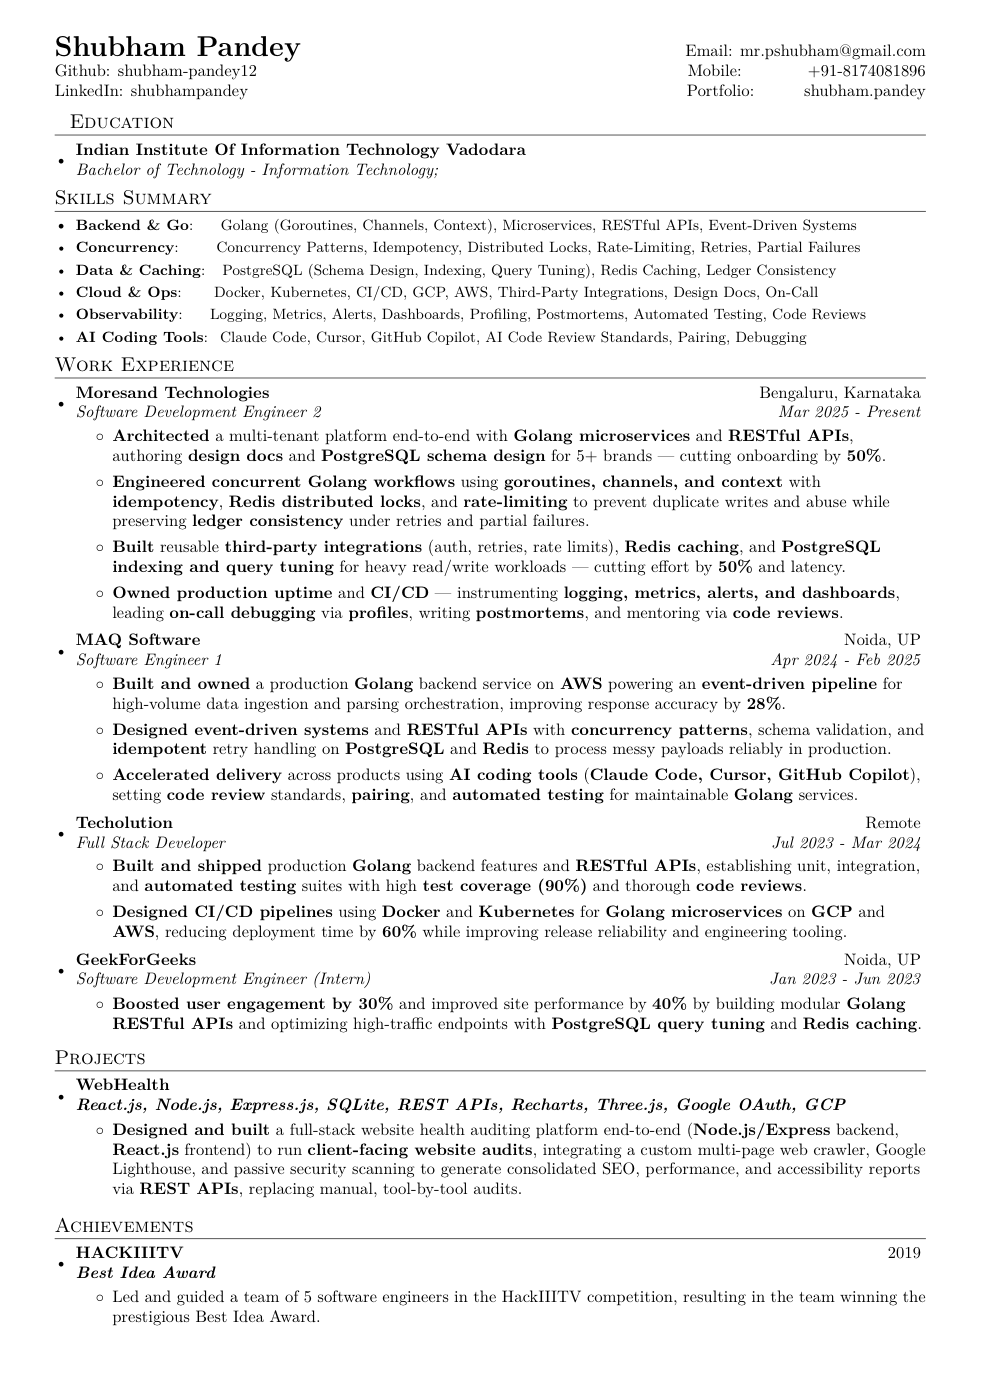 Shubham Pandey
Github: shubham-pandey12
LinkedIn: shubhampandey
Email: mr.pshubham@gmail.com
Mobile: +91-8174081896
Portfolio: shubham.pandey
Education
• Indian Institute Of Information Technology Vadodara
Bachelor of Technology - Information Technology;
Skills Summary
• Backend & Go: Golang (Goroutines, Channels, Context), Microservices, RESTful APIs, Event-Driven Systems
• Concurrency: Concurrency Patterns, Idempotency, Distributed Locks, Rate-Limiting, Retries, Partial Failures
• Data & Caching: PostgreSQL (Schema Design, Indexing, Query Tuning), Redis Caching, Ledger Consistency
• Cloud & Ops: Docker, Kubernetes, CI/CD, GCP, AWS, Third-Party Integrations, Design Docs, On-Call
• Observability: Logging, Metrics, Alerts, Dashboards, Profiling, Postmortems, Automated Testing, Code Reviews
• AI Coding Tools: Claude Code, Cursor, GitHub Copilot, AI Code Review Standards, Pairing, Debugging
Work Experience
• Moresand Technologies Bengaluru, Karnataka
Software Development Engineer 2 Mar 2025 - Present
◦ Architected a multi-tenant platform end-to-end with Golang microservices and RESTful APIs,
authoring design docs and PostgreSQL schema design for 5+ brands — cutting onboarding by 50%.
◦ Engineered concurrent Golang workflows using goroutines, channels, and context with
idempotency, Redis distributed locks, and rate-limiting to prevent duplicate writes and abuse while
preserving ledger consistency under retries and partial failures.
◦ Built reusable third-party integrations (auth, retries, rate limits), Redis caching, and PostgreSQL
indexing and query tuning for heavy read/write workloads — cutting effort by 50% and latency.
◦ Owned production uptime and CI/CD — instrumenting logging, metrics, alerts, and dashboards,
leading on-call debugging via profiles, writing postmortems, and mentoring via code reviews.
• MAQ Software Noida, UP
Software Engineer 1 Apr 2024 - Feb 2025
◦ Built and owned a production Golang backend service on AWS powering an event-driven pipeline for
high-volume data ingestion and parsing orchestration, improving response accuracy by 28%.
◦ Designed event-driven systems and RESTful APIs with concurrency patterns, schema validation, and
idempotent retry handling on PostgreSQL and Redis to process messy payloads reliably in production.
◦ Accelerated delivery across products using AI coding tools (Claude Code, Cursor, GitHub Copilot),
setting code review standards, pairing, and automated testing for maintainable Golang services.
• Techolution Remote
Full Stack Developer Jul 2023 - Mar 2024
◦ Built and shipped production Golang backend features and RESTful APIs, establishing unit, integration,
and automated testing suites with high test coverage (90%) and thorough code reviews.
◦ Designed CI/CD pipelines using Docker and Kubernetes for Golang microservices on GCP and
AWS, reducing deployment time by 60% while improving release reliability and engineering tooling.
• GeekForGeeks Noida, UP
Software Development Engineer (Intern) Jan 2023 - Jun 2023
◦ Boosted user engagement by 30% and improved site performance by 40% by building modular Golang
RESTful APIs and optimizing high-traffic endpoints with PostgreSQL query tuning and Redis caching.
Projects
• WebHealth
React.js, Node.js, Express.js, SQLite, REST APIs, Recharts, Three.js, Google OAuth, GCP
◦ Designed and built a full-stack website health auditing platform end-to-end (Node.js/Express backend,
React.js frontend) to run client-facing website audits, integrating a custom multi-page web crawler, Google
Lighthouse, and passive security scanning to generate consolidated SEO, performance, and accessibility reports
via REST APIs, replacing manual, tool-by-tool audits.
Achievements
• HACKIIITV 2019
Best Idea Award
◦ Led and guided a team of 5 software engineers in the HackIIITV competition, resulting in the team winning the
prestigious Best Idea Award.